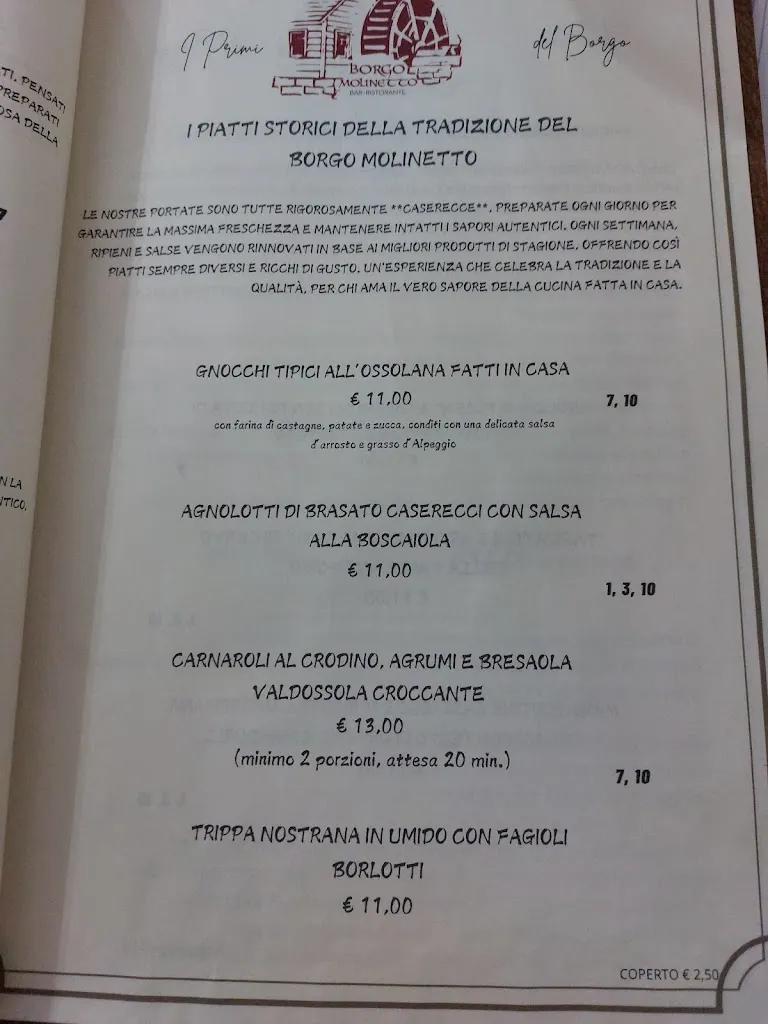 TI. PENSATI
PREPARATI
OSA DELLA
N LA
NTICO.
I Primi
del Borgo
BORGO
MOLINETTO
BAR-RISTORANTE
I PIATTI STORICI DELLA TRADIZIONE DEL
BORGO MOLINETTO
LE NOSTRE PORTATE SONO TUTTE RIGOROSAMENTE **CASERECCE**, PREPARATE OGNI GIORNO PER
GARANTIRE LA MASSIMA FRESCHEZZA E MANTENERE INTATTI I SAPORI AUTENTICI. OGNI SETTIMANA,
RIPIENI E SALSE VENGONO RINNOVATI IN BASE AI MIGLIORI PRODOTTI DI STAGIONE, OFFRENDO COSÌ
PIATTI SEMPRE DIVERSI E RICCHI DI GUSTO. UN'ESPERIENZA CHE CELEBRA LA TRADIZIONE E LA
QUALITÀ, PER CHI AMA IL VERO SAPORE DELLA CUCINA FATTA IN CASA.
GNOCCHI TIPICI ALL'OSSOLANA FATTI IN CASA
€ 11,00
7, 10
con farina di castagne, patate e zucca, conditi con una delicata salsa
d'arrosto e grasso d'Alpeggio
AGNOLOTTI DI BRASATO CASERECCI CON SALSA
ALLA BOSCAIOLA
€ 11,00
1, 3, 10
CARNAROLI AL CRODINO, AGRUMI E BRESAOLA
VALDOSSOLA CROCCANTE
€ 13,00
(minimo 2 porzioni, attesa 20 min.)
7, 10
TRIPPA NOSTRANA IN UMIDO CON FAGIOLI
BORLOTTI
€ 11,00
COPERTO € 2,50